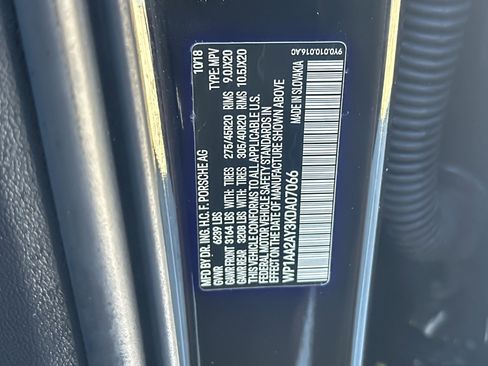 MFD. BY DR. ING. H.C. F. PORSCHE AG 10/18
GVWR 6239 LBS TYPE: MPV
GAWR FRONT 3164 LBS WITH TIRES 275/45R20 RIMS 9.0JX20
GAWR REAR 3208 LBS WITH TIRES 305/40R20 RIMS 10.5JX20
THIS VEHICLE CONFORMS TO ALL APPLICABLE U.S.
FEDERAL MOTOR VEHICLE SAFETY STANDARDS IN
EFFECT ON THE DATE OF MANUFACTURE SHOWN ABOVE
WP1AA2AY3KDA07066 MADE IN SLOVAKIA
9Y0.010.016.AC